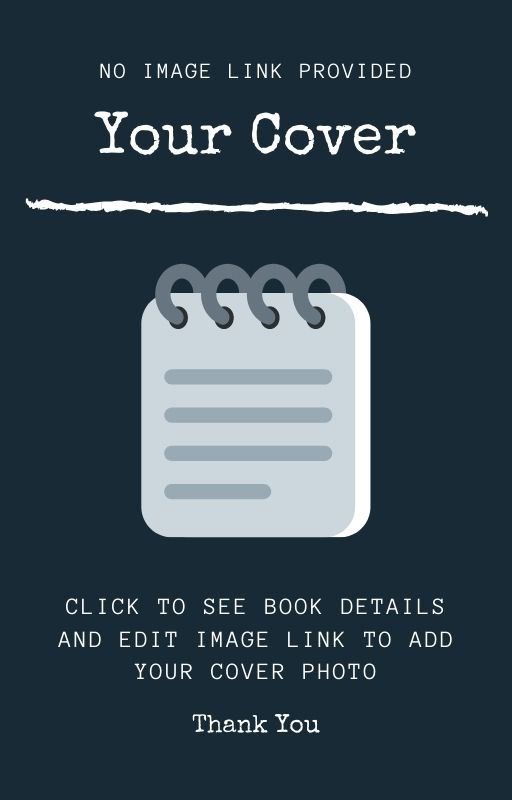 NO IMAGE LINK PROVIDED
Your Cover
CLICK TO SEE BOOK DETAILS
AND EDIT IMAGE LINK TO ADD
YOUR COVER PHOTO
Thank You